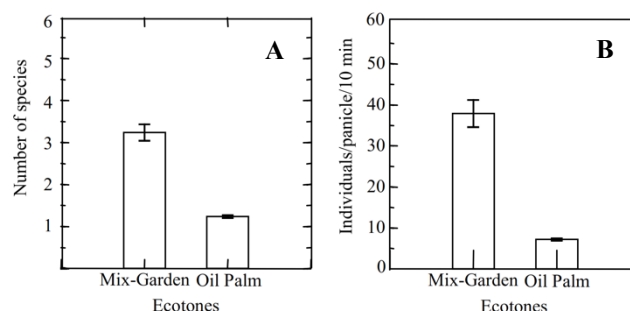 A
Number of species
6
5
4
3
2
1
Mix-Garden Oil Palm
Ecotones
B
Individuals/panicle/10 min
60
50
40
30
20
10
0
Mix-Garden Oil Palm
Ecotones